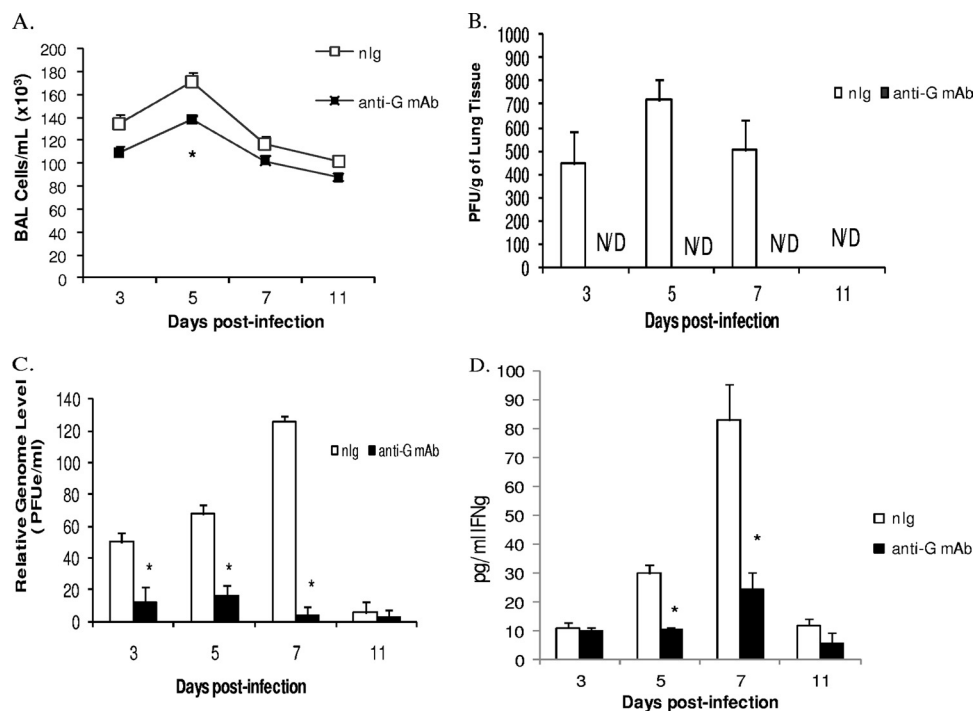 A.
BAL Cells/mL (x10³)
200
180
160
140
120
100
80
60
40
20
0
nIg
anti-G mAb
*
3 5 7 11
Days post-infection
B.
PFU/g of Lung Tissue
1000
900
800
700
600
500
400
300
200
100
0
nIg anti-G mAb
N/D N/D N/D N/D
3 5 7 11
Days post-infection
C.
Relative Genome Level
( PFUe/ml)
140
120
100
80
60
40
20
0
nIg anti-G mAb
* * *
3 5 7 11
Days post-infection
D.
pg/ ml IFNg
100
90
80
70
60
50
40
30
20
10
0
nIg
anti-G mAb
* *
3 5 7 11
Days post-infection